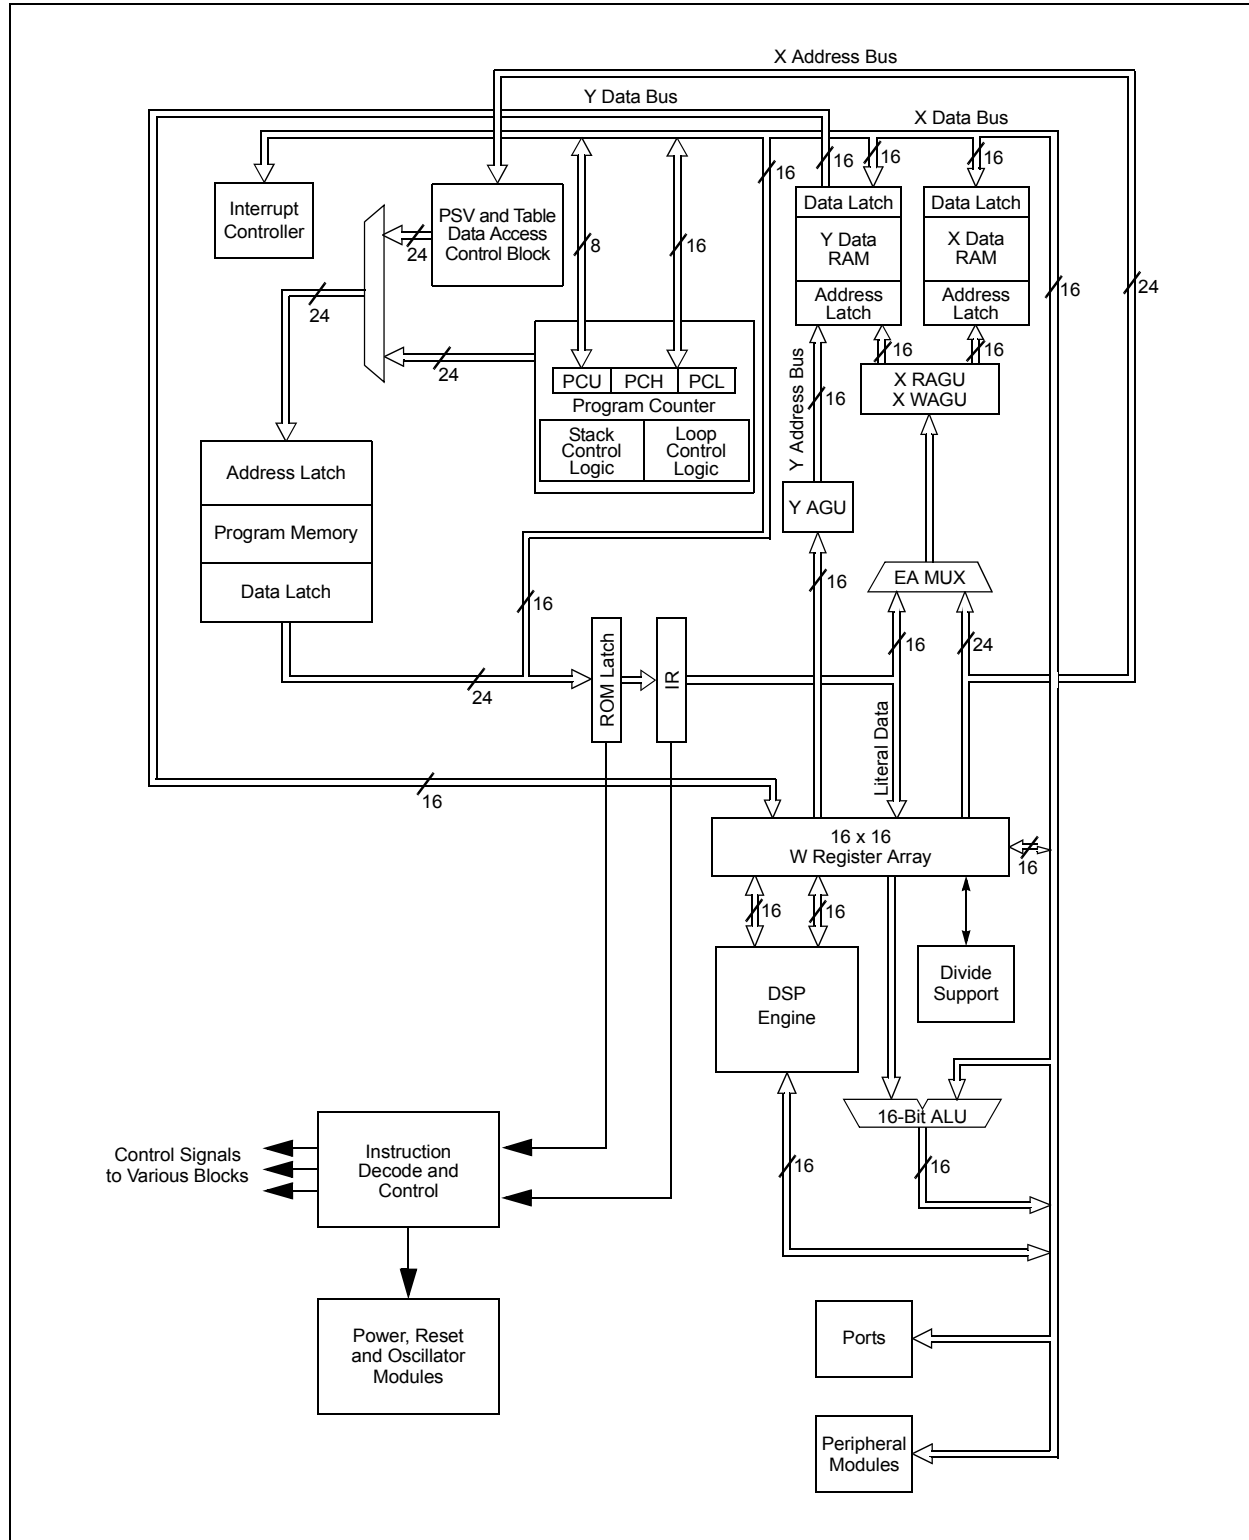 X Address Bus
Y Data Bus
X Data Bus
16
16
16
16
Interrupt
Controller
PSV and Table
Data Access
Control Block
24
8
16
Data Latch
Y Data
RAM
Address
Latch
Data Latch
X Data
RAM
Address
Latch
16
24
24
24
16
16
PCU
PCH
PCL
Program Counter
Stack
Control
Logic
Loop
Control
Logic
Y Address Bus
16
X RAGU
X WAGU
Address Latch
Program Memory
Data Latch
Y AGU
EA MUX
16
16
16
24
24
ROM Latch
IR
Literal Data
16
16 x 16
W Register Array
16
16
16
DSP
Engine
Divide
Support
16-Bit ALU
16
16
Control Signals
to Various Blocks
Instruction
Decode and
Control
Power, Reset
and Oscillator
Modules
Ports
Peripheral
Modules